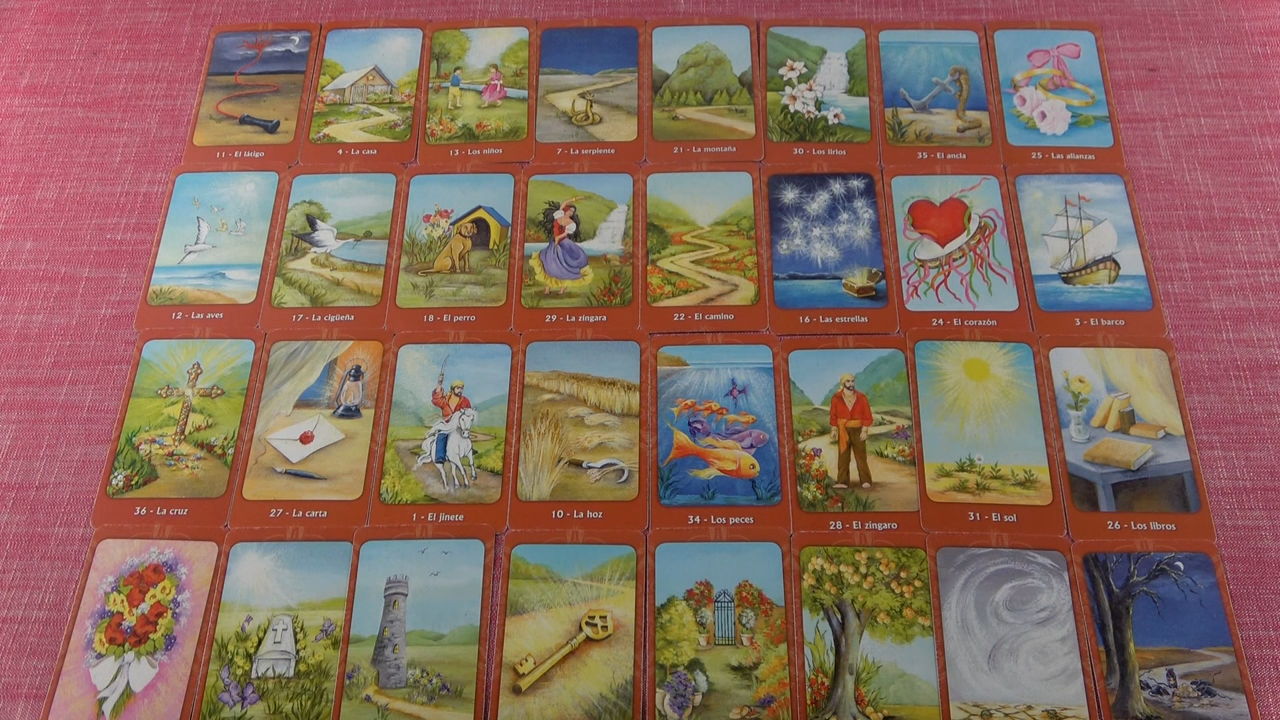 11 - El látigo
4 - La casa
13 - Los niños
7 - La serpiente
21 - La montaña
30 - Los lirios
35 - El ancla
25 - Las alianzas
12 - Las aves
17 - La cigüeña
18 - El perro
29 - La zíngara
22 - El camino
16 - Las estrellas
24 - El corazón
3 - El barco
36 - La cruz
27 - La carta
1 - El jinete
10 - La hoz
34 - Los peces
28 - El zíngaro
31 - El sol
26 - Los libros